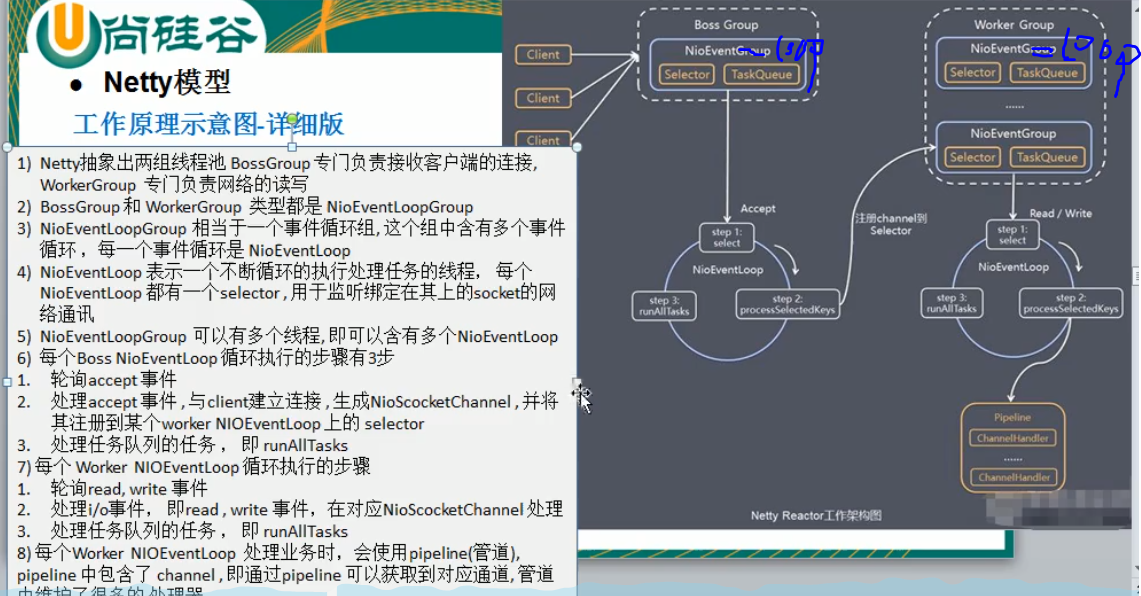 尚硅谷
● Netty模型
工作原理示意图-详细版
1) Netty抽象出两组线程池 BossGroup 专门负责接收客户端的连接,
WorkerGroup 专门负责网络的读写
2) BossGroup 和 WorkerGroup 类型都是 NioEventLoopGroup
3) NioEventLoopGroup 相当于一个事件循环组, 这个组中含有多个事件
循环 ，每一个事件循环是 NioEventLoop
4) NioEventLoop 表示一个不断循环的执行处理任务的线程， 每个
NioEventLoop 都有一个selector , 用于监听绑定在其上的socket的网
络通讯
5) NioEventLoopGroup 可以有多个线程, 即可以含有多个NioEventLoop
6) 每个Boss NioEventLoop 循环执行的步骤有3步
1. 轮询accept 事件
2. 处理accept 事件 , 与client建立连接 , 生成NioScocketChannel , 并将
其注册到某个worker NIOEventLoop 上的 selector
3. 处理任务队列的任务 ， 即 runAllTasks
7) 每个 Worker NIOEventLoop 循环执行的步骤
1. 轮询read, write 事件
2. 处理i/o事件， 即read , write 事件，在对应NioScocketChannel 处理
3. 处理任务队列的任务 ， 即 runAllTasks
8) 每个Worker NIOEventLoop 处理业务时，会使用pipeline(管道),
pipeline 中包含了 channel , 即通过pipeline 可以获取到对应通道, 管道
中维护了很多的 处理器
Client
Client
Client
Boss Group
NioEventGroup
Loop
Selector
TaskQueue
Accept
step 1:
select
NioEventLoop
step 3:
runAllTasks
step 2:
processSelectedKeys
注册channel到
Selector
Worker Group
NioEventGroup
Loop
Selector
TaskQueue
......
NioEventGroup
Selector
TaskQueue
Read / Write
step 1:
select
NioEventLoop
step 3:
runAllTasks
step 2:
processSelectedKeys
Pipeline
ChannelHandler
......
ChannelHandler
Netty Reactor工作架构图